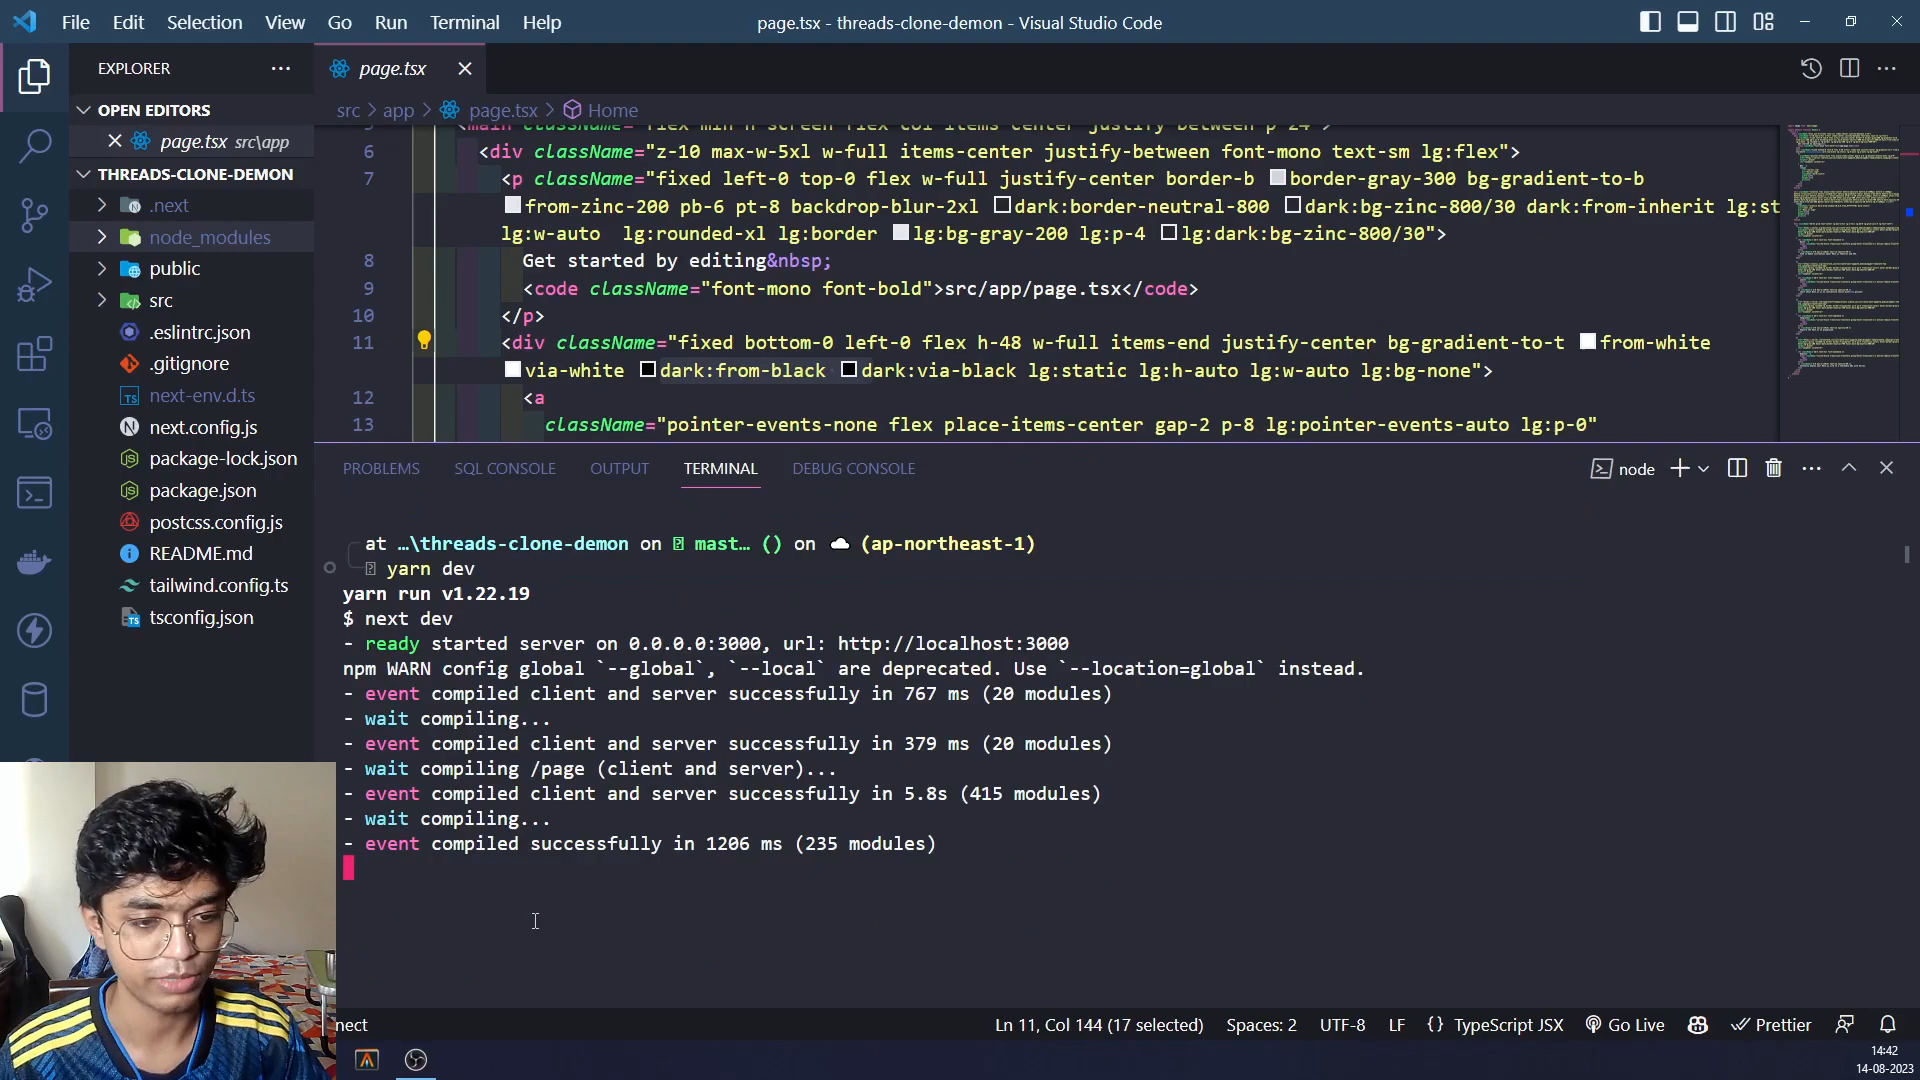 File Edit Selection View Go Run Terminal Help
page.tsx - threads-clone-demon - Visual Studio Code
EXPLORER
OPEN EDITORS
page.tsx src\app
THREADS-CLONE-DEMON
.next
node_modules
public
src
.eslintrc.json
.gitignore
next-env.d.ts
next.config.js
package-lock.json
package.json
postcss.config.js
README.md
tailwind.config.ts
tsconfig.json
page.tsx
src > app > page.tsx > Home
6 <div className="z-10 max-w-5xl w-full items-center justify-between font-mono text-sm lg:flex">
7 <p className="fixed left-0 top-0 flex w-full justify-center border-b border-gray-300 bg-gradient-to-b
from-zinc-200 pb-6 pt-8 backdrop-blur-2xl dark:border-neutral-800 dark:bg-zinc-800/30 dark:from-inherit lg:st
lg:w-auto lg:rounded-xl lg:border lg:bg-gray-200 lg:p-4 lg:dark:bg-zinc-800/30">
8 Get started by editing&nbsp;
9 <code className="font-mono font-bold">src/app/page.tsx</code>
10 </p>
11 <div className="fixed bottom-0 left-0 flex h-48 w-full items-end justify-center bg-gradient-to-t from-white
via-white dark:from-black dark:via-black lg:static lg:h-auto lg:w-auto lg:bg-none">
12 <a
13 className="pointer-events-none flex place-items-center gap-2 p-8 lg:pointer-events-auto lg:p-0"
PROBLEMS SQL CONSOLE OUTPUT TERMINAL DEBUG CONSOLE
node
at …\threads-clone-demon on mast… () on (ap-northeast-1)
yarn dev
yarn run v1.22.19
$ next dev
- ready started server on 0.0.0.0:3000, url: http://localhost:3000
npm WARN config global `--global`, `--local` are deprecated. Use `--location=global` instead.
- event compiled client and server successfully in 767 ms (20 modules)
- wait compiling...
- event compiled client and server successfully in 379 ms (20 modules)
- wait compiling /page (client and server)...
- event compiled client and server successfully in 5.8s (415 modules)
- wait compiling...
- event compiled successfully in 1206 ms (235 modules)
nect
Ln 11, Col 144 (17 selected) Spaces: 2 UTF-8 LF {} TypeScript JSX Go Live Prettier
14:42
14-08-2023